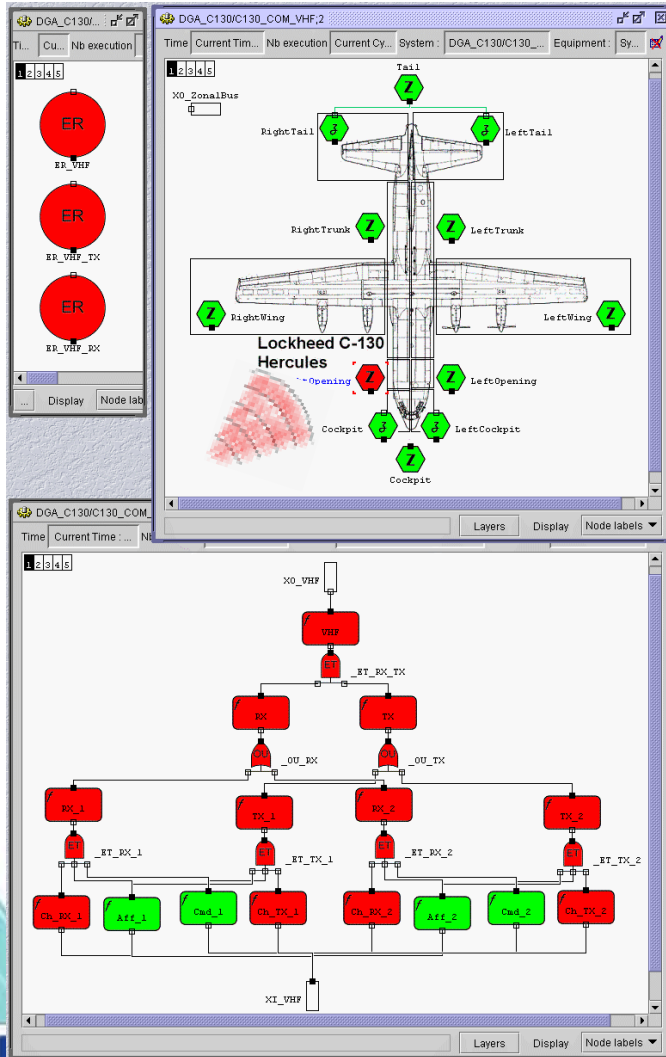 DGA_C130/...
Ti... Cu... Nb execution
1 2 3 4 5
ER
ER_VHF
ER
ER_VHF_TX
ER
ER_VHF_RX
... Display Node lab
DGA_C130/C130_COM_VHF;2
Time Current Tim... Nb execution Current Cy... System : DGA_C130/C130_... Equipment : Sy...
1 2 3 4 5
X0_ZonalBus
Tail
Z
RightTail
Z
Z
LeftTail
RightTrunk
Z
Z
LeftTrunk
Z
RightWing
LeftWing
Z
Lockheed C-130
Hercules
Opening
Z
Z
LeftOpening
Cockpit
Z
Z
LeftCockpit
Z
Cockpit
Layers Display Node labels
DGA_C130/C130_COM_
Time Current Time : ...
1 2 3 4 5
X0_VHF
f VHF
ET
_ET_RX_TX
f RX
f TX
OU
_OU_RX
OU
_OU_TX
f RX_1
f TX_1
f RX_2
f TX_2
ET
_ET_RX_1
ET
_ET_TX_1
ET
_ET_RX_2
ET
_ET_TX_2
f Ch_RX_1
f Aff_1
f Cmd_1
f Ch_TX_1
f Ch_RX_2
f Aff_2
f Cmd_2
f Ch_TX_2
XI_VHF
Layers Display Node labels